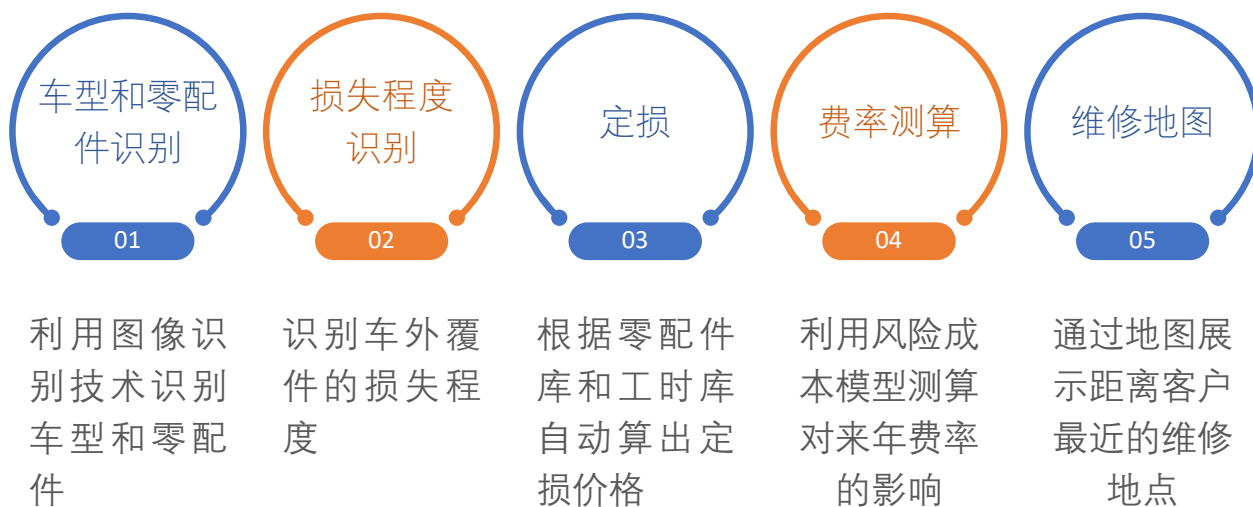 车型和零配
件识别
01
利用图像识
别技术识别
车型和零配
件
损失程度
识别
02
识别车外覆
件的损失程
度
定损
03
根据零配件
库和工时库
自动算出定
损价格
费率测算
04
利用风险成
本模型测算
对来年费率
的影响
维修地图
05
通过地图展
示距离客户
最近的维修
地点